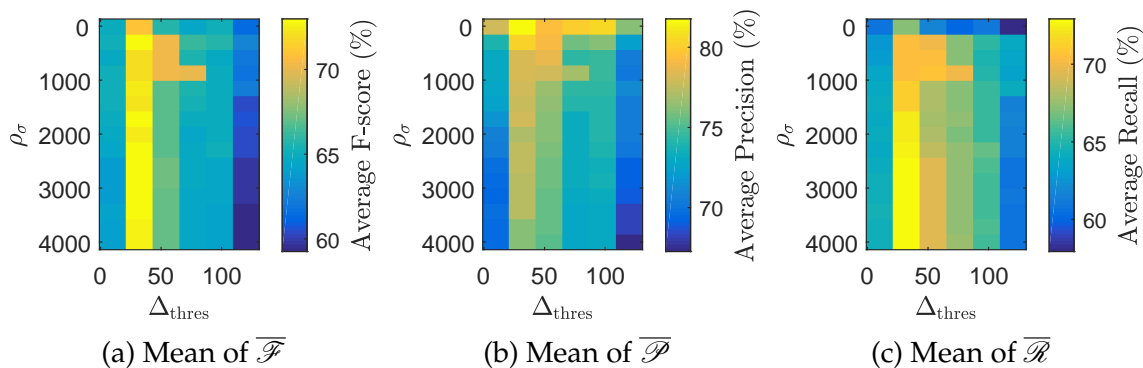 0
1000
2000
3000
4000
ρσ
0 50 100
Δthres
70
65
60
Average F-score (%)
(a) Mean of ℱ̅
0
1000
2000
3000
4000
ρσ
0 50 100
Δthres
80
75
70
Average Precision (%)
(b) Mean of 𝒫̅
0
1000
2000
3000
4000
ρσ
0 50 100
Δthres
70
60
Average Recall (%)
(c) Mean of ℛ̅